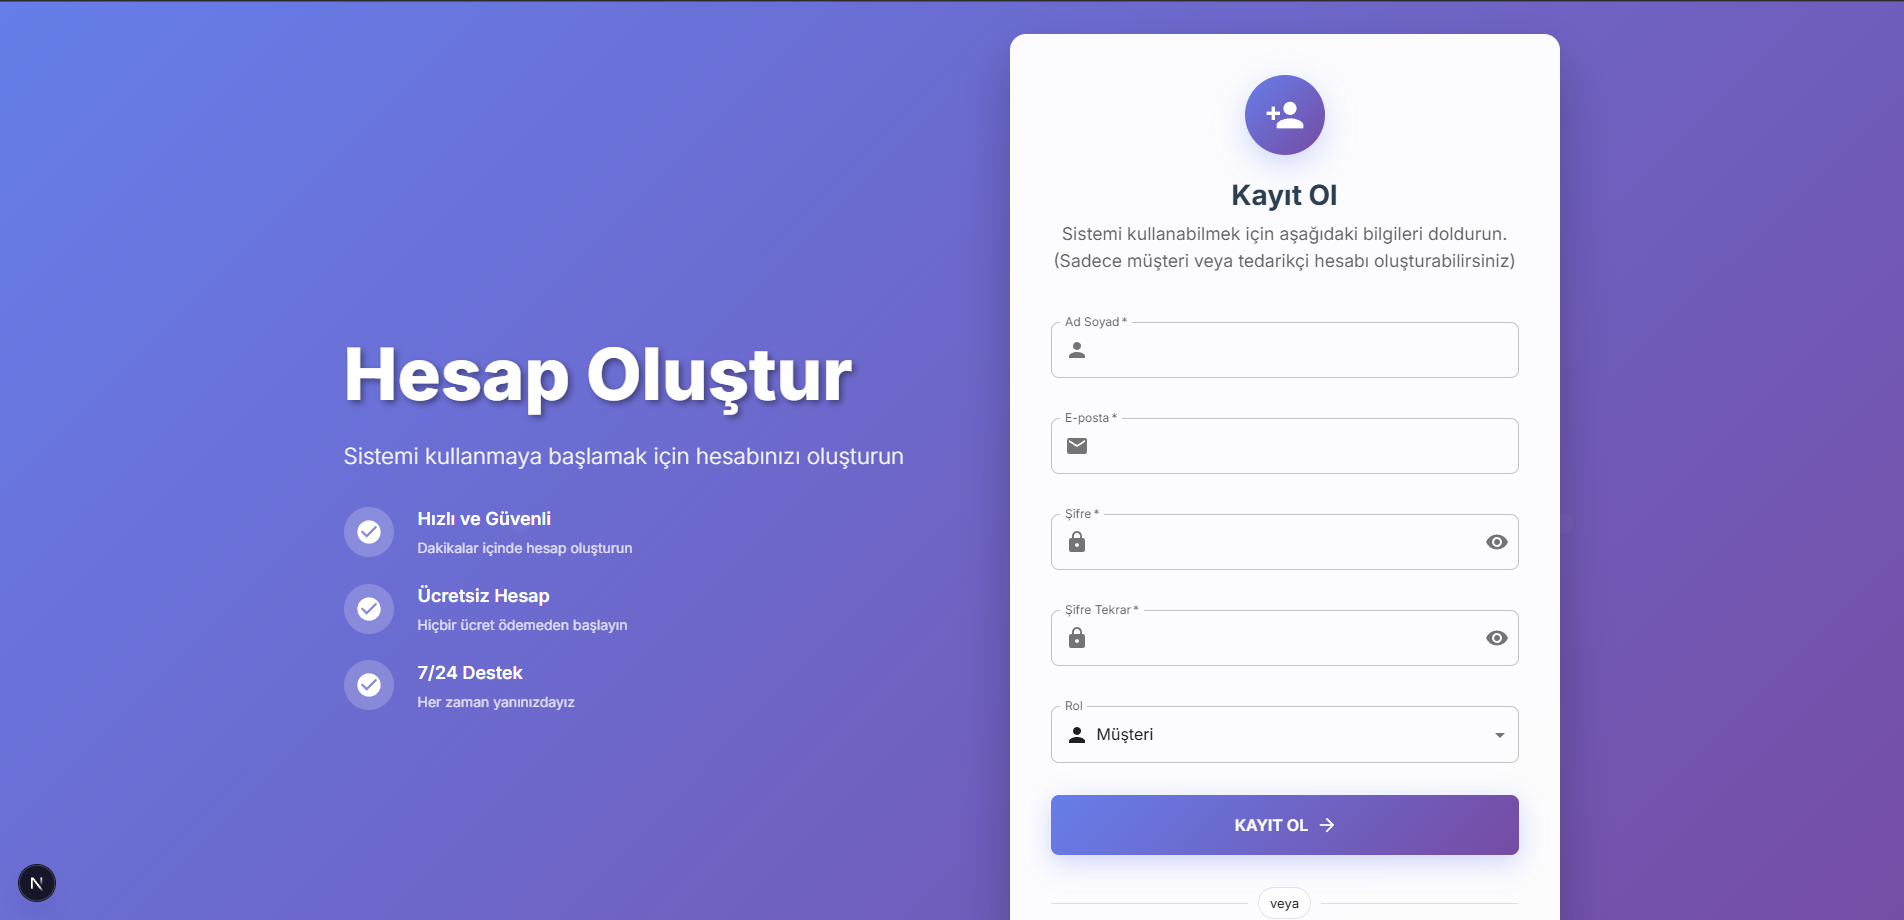 Hesap Oluştur
Sistemi kullanmaya başlamak için hesabınızı oluşturun
Hızlı ve Güvenli
Dakikalar içinde hesap oluşturun
Ücretsiz Hesap
Hiçbir ücret ödemeden başlayın
7/24 Destek
Her zaman yanınızdayız
N
Kayıt Ol
Sistemi kullanabilmek için aşağıdaki bilgileri doldurun.
(Sadece müşteri veya tedarikçi hesabı oluşturabilirsiniz)
Ad Soyad *
E-posta *
Şifre *
Şifre Tekrar *
Rol
Müşteri
KAYIT OL
veya